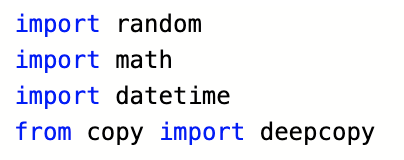 import random
import math
import datetime
from copy import deepcopy